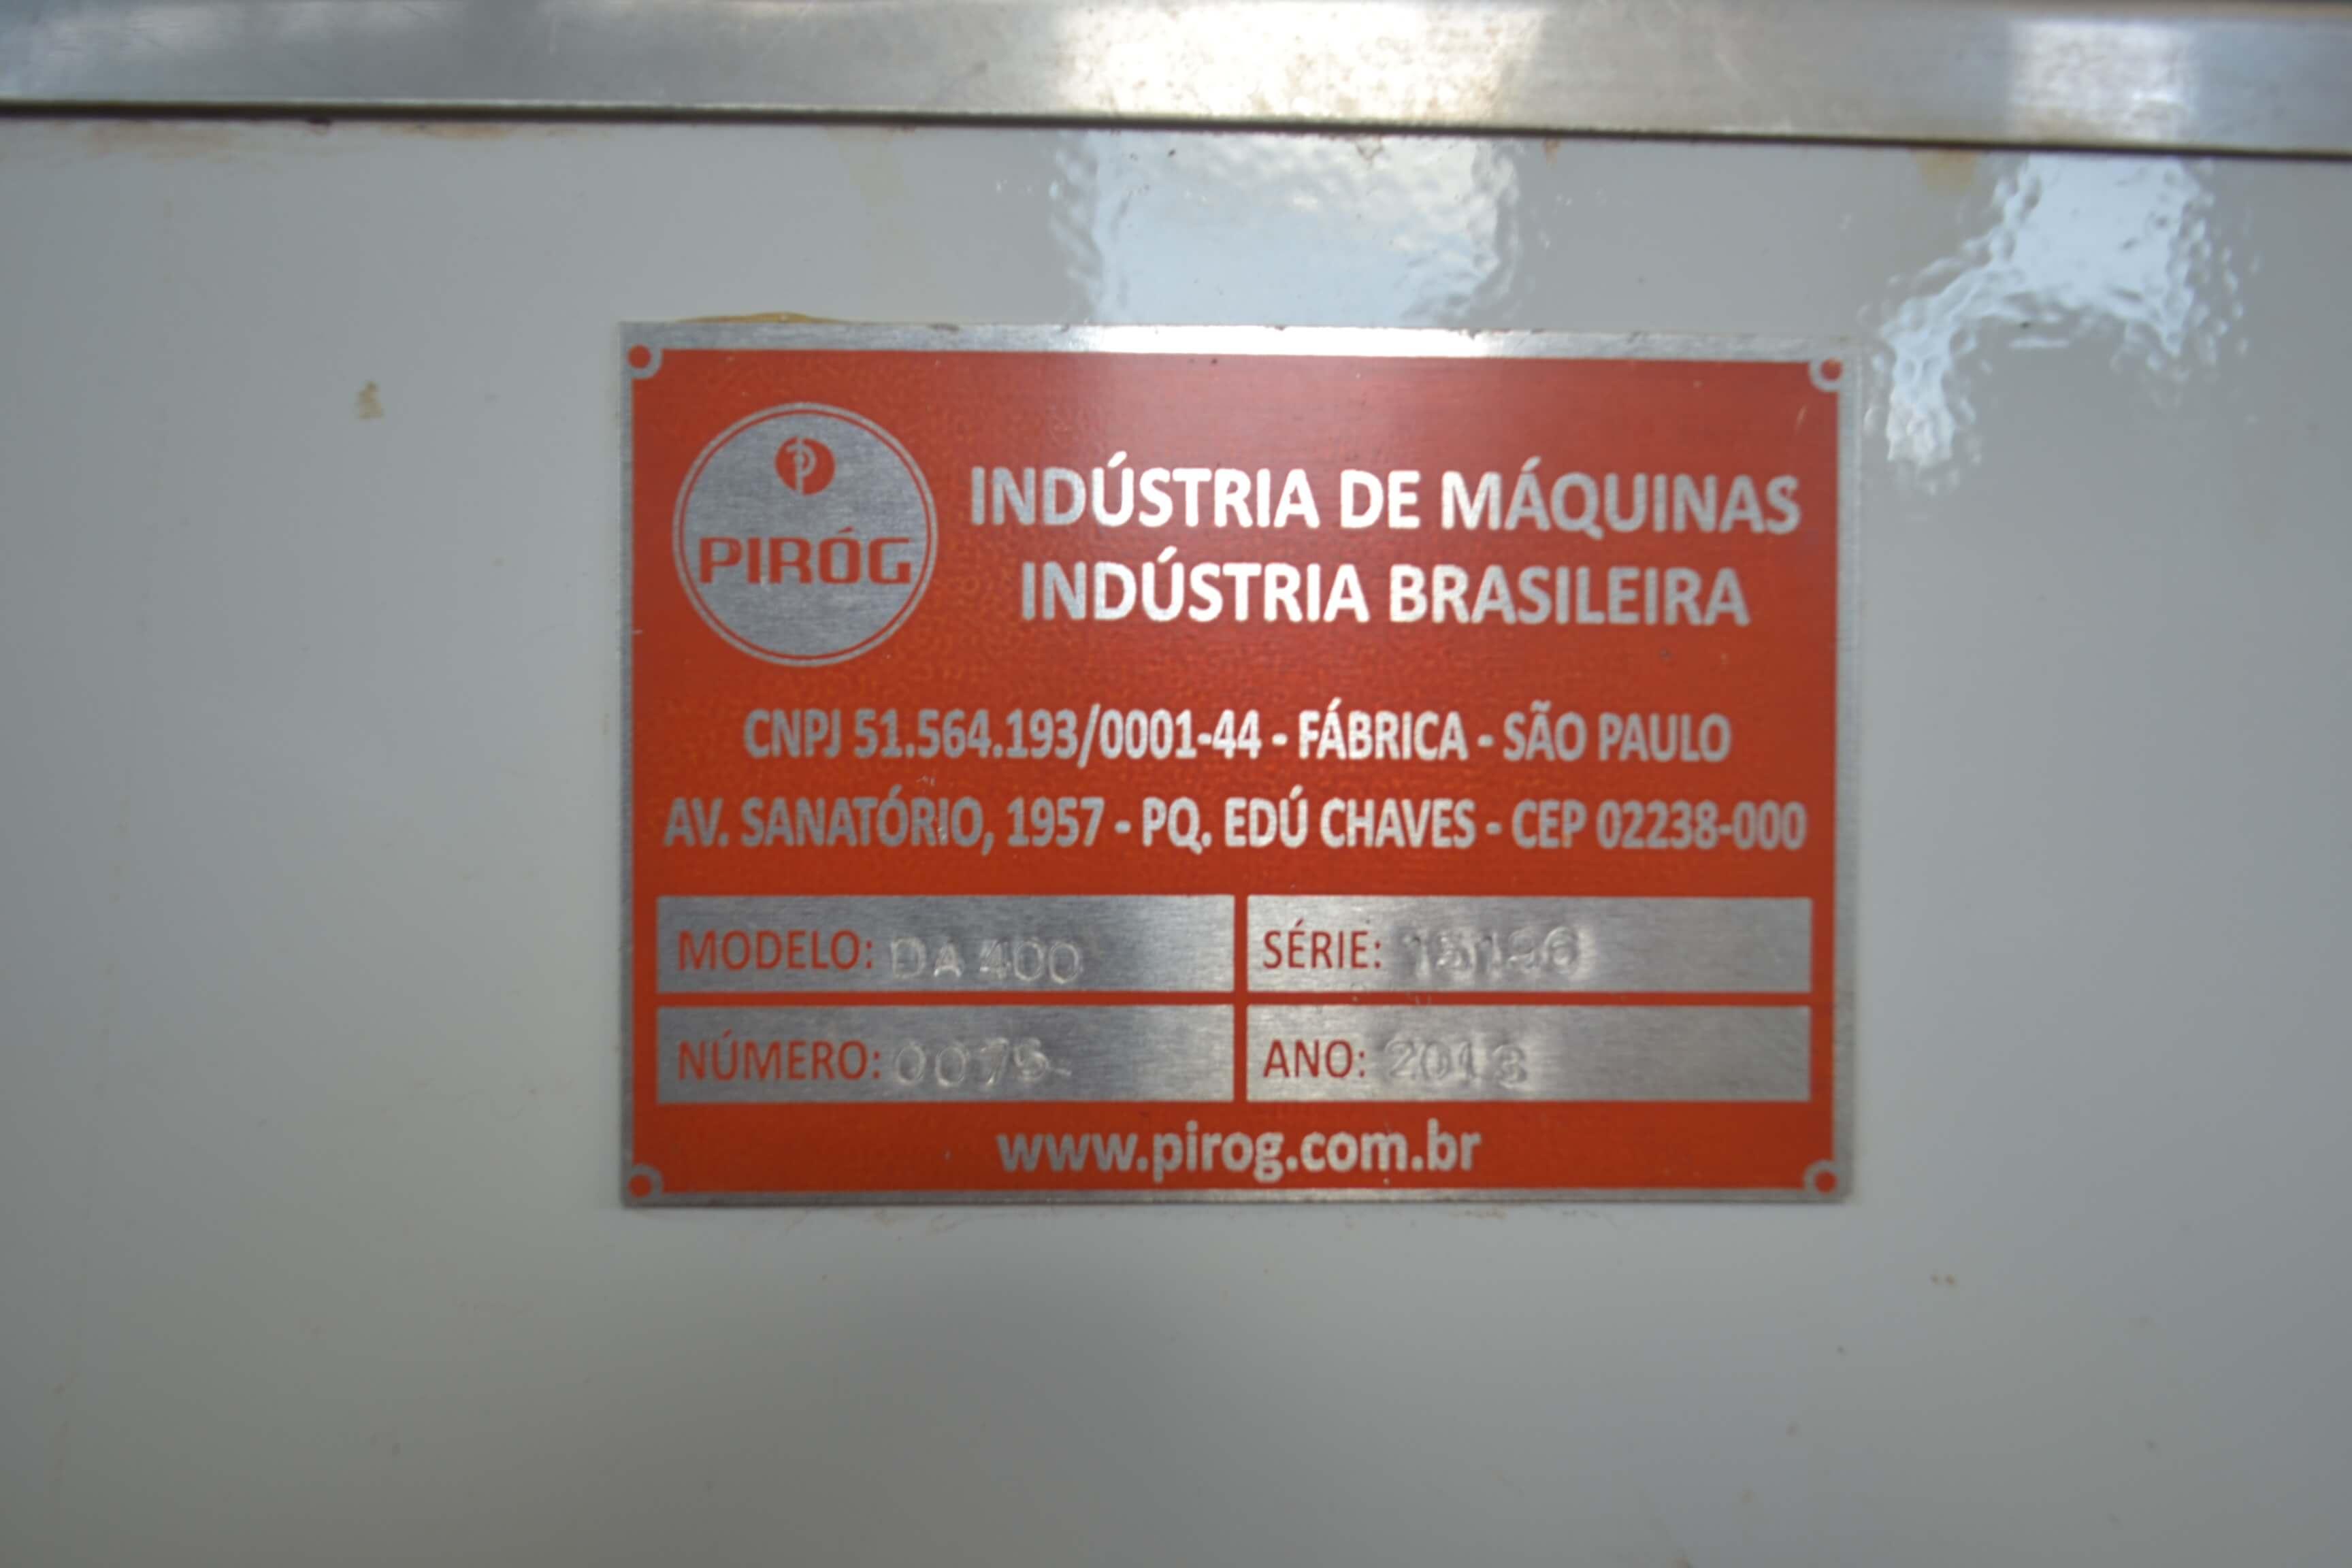 PIRÓG
INDÚSTRIA DE MÁQUINAS
INDÚSTRIA BRASILEIRA
CNPJ 51.564.193/0001-44 - FÁBRICA - SÃO PAULO
AV. SANATÓRIO, 1957 - PQ. EDÚ CHAVES - CEP 02238-000
MODELO: DA 400
SÉRIE:
NÚMERO:
ANO: 2013
www.pirog.com.br